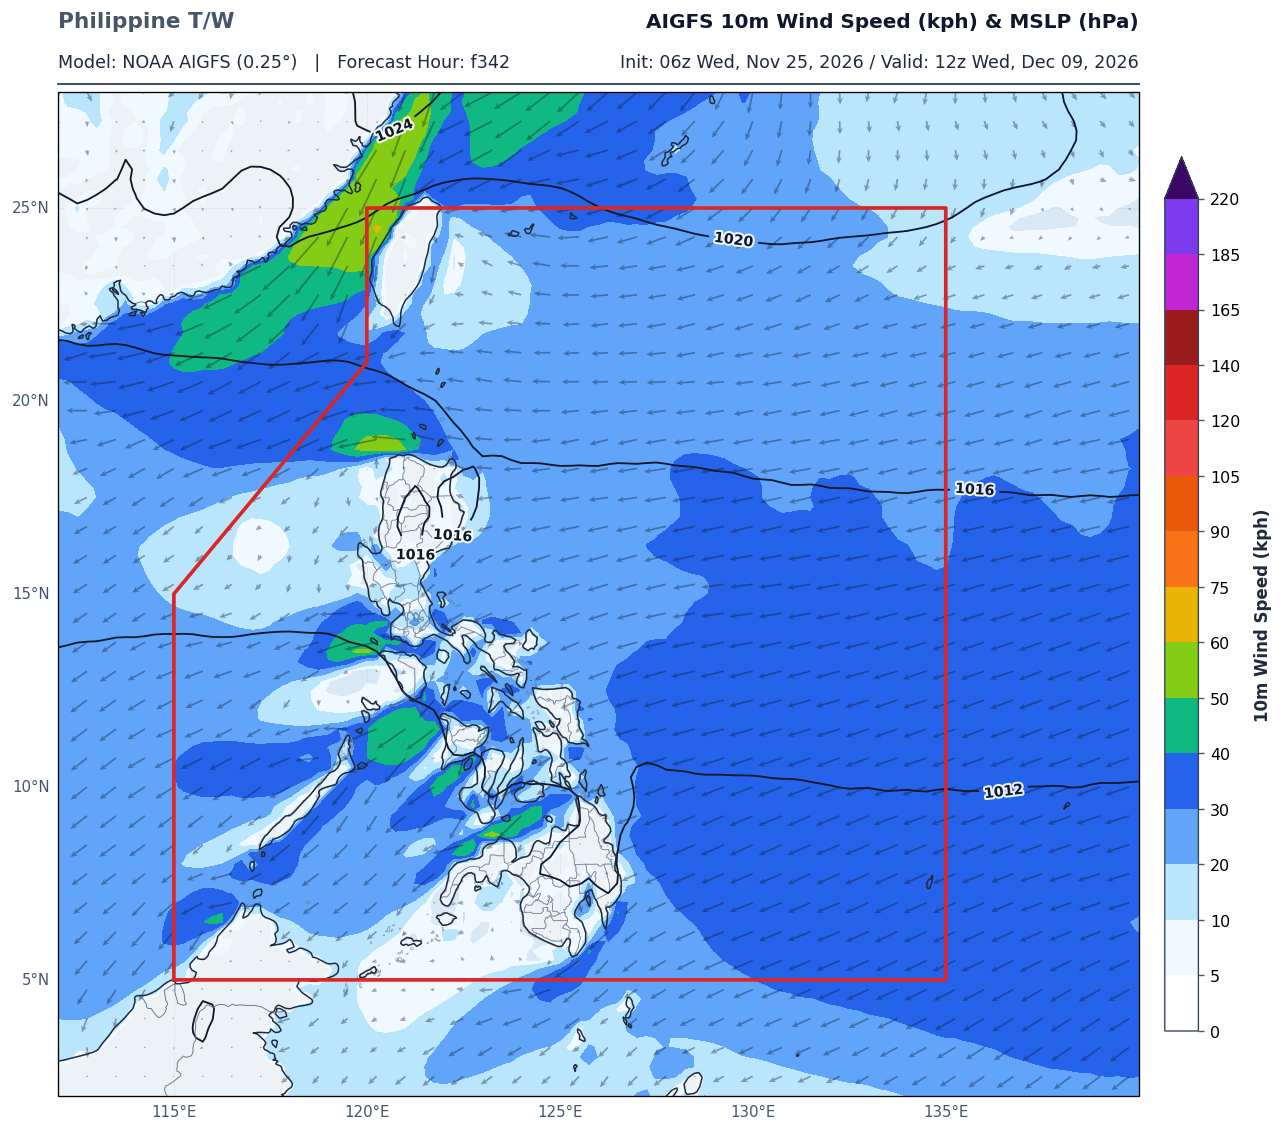 Philippine T/W
AIGFS 10m Wind Speed (kph) & MSLP (hPa)
Model: NOAA AIGFS (0.25°) | Forecast Hour: f342
Init: 06z Wed, Nov 25, 2026 / Valid: 12z Wed, Dec 09, 2026
1024
1020
1016
1016
1016
1012
25°N
20°N
15°N
10°N
5°N
115°E
120°E
125°E
130°E
135°E
220
185
165
140
120
105
90
75
60
50
40
30
20
10
5
0
10m Wind Speed (kph)